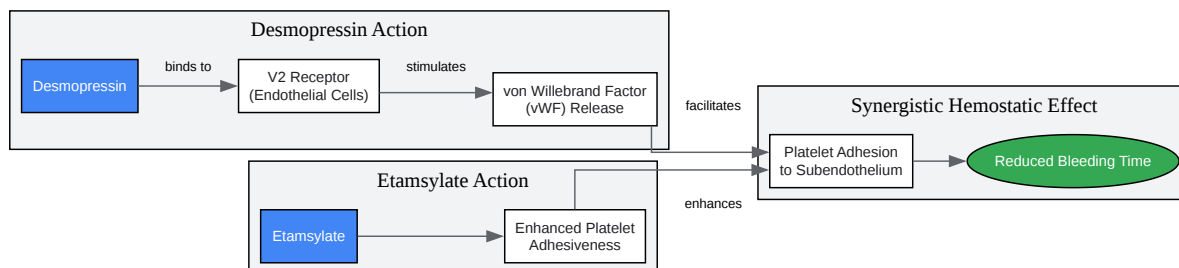 Desmopressin Action
Desmopressin
binds to
V2 Receptor
(Endothelial Cells)
stimulates
von Willebrand Factor
(vWF) Release
facilitates
Synergistic Hemostatic Effect
Platelet Adhesion
to Subendothelium
Reduced Bleeding Time
Etamsylate Action
Etamsylate
Enhanced Platelet
Adhesiveness
enhances